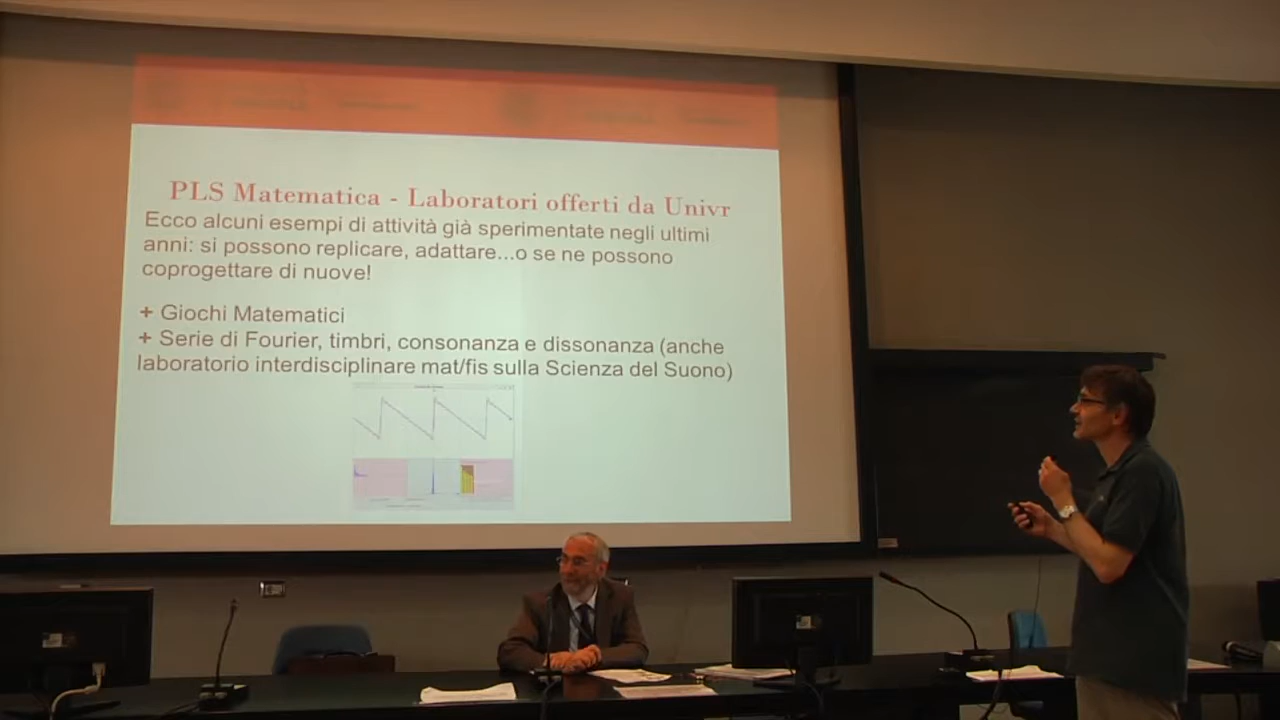 PLS Matematica - Laboratori offerti da Univr
Ecco alcuni esempi di attività già sperimentate negli ultimi
anni: si possono replicare, adattare...o se ne possono
coprogettare di nuove!
+ Giochi Matematici
+ Serie di Fourier, timbri, consonanza e dissonanza (anche
laboratorio interdisciplinare mat/fis sulla Scienza del Suono)